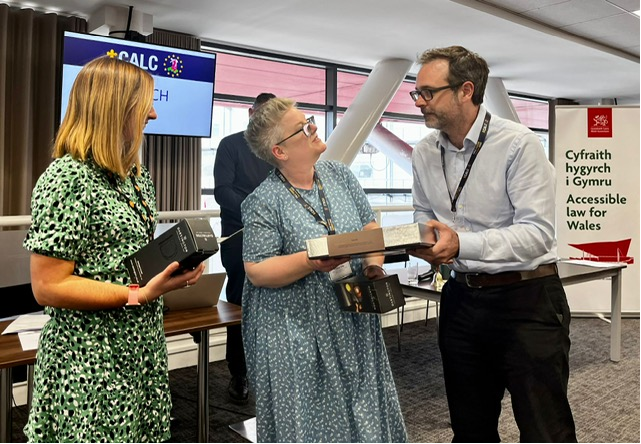 CALC
CH
Cyfraith
hygyrch
i Gymru
Accessible
law for
Wales